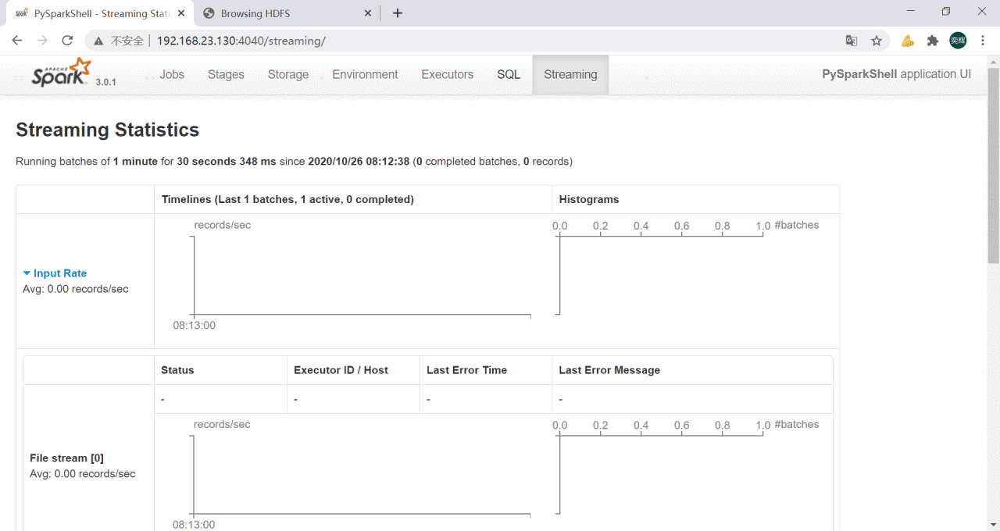 PySparkShell - Streaming Stati
Browsing HDFS
不安全 192.168.23.130:4040/streaming/
奕辉
APACHE
Spark 3.0.1
Jobs Stages Storage Environment Executors SQL Streaming PySparkShell application UI
Streaming Statistics
Running batches of 1 minute for 30 seconds 348 ms since 2020/10/26 08:12:38 (0 completed batches, 0 records)
Timelines (Last 1 batches, 1 active, 0 completed) Histograms
records/sec 0.0 0.2 0.4 0.6 0.8 1.0 #batches
Input Rate
Avg: 0.00 records/sec
08:13:00
Status Executor ID / Host Last Error Time Last Error Message
- - - -
records/sec 0.0 0.2 0.4 0.6 0.8 1.0 #batches
File stream [0]
Avg: 0.00 records/sec
08:13:00